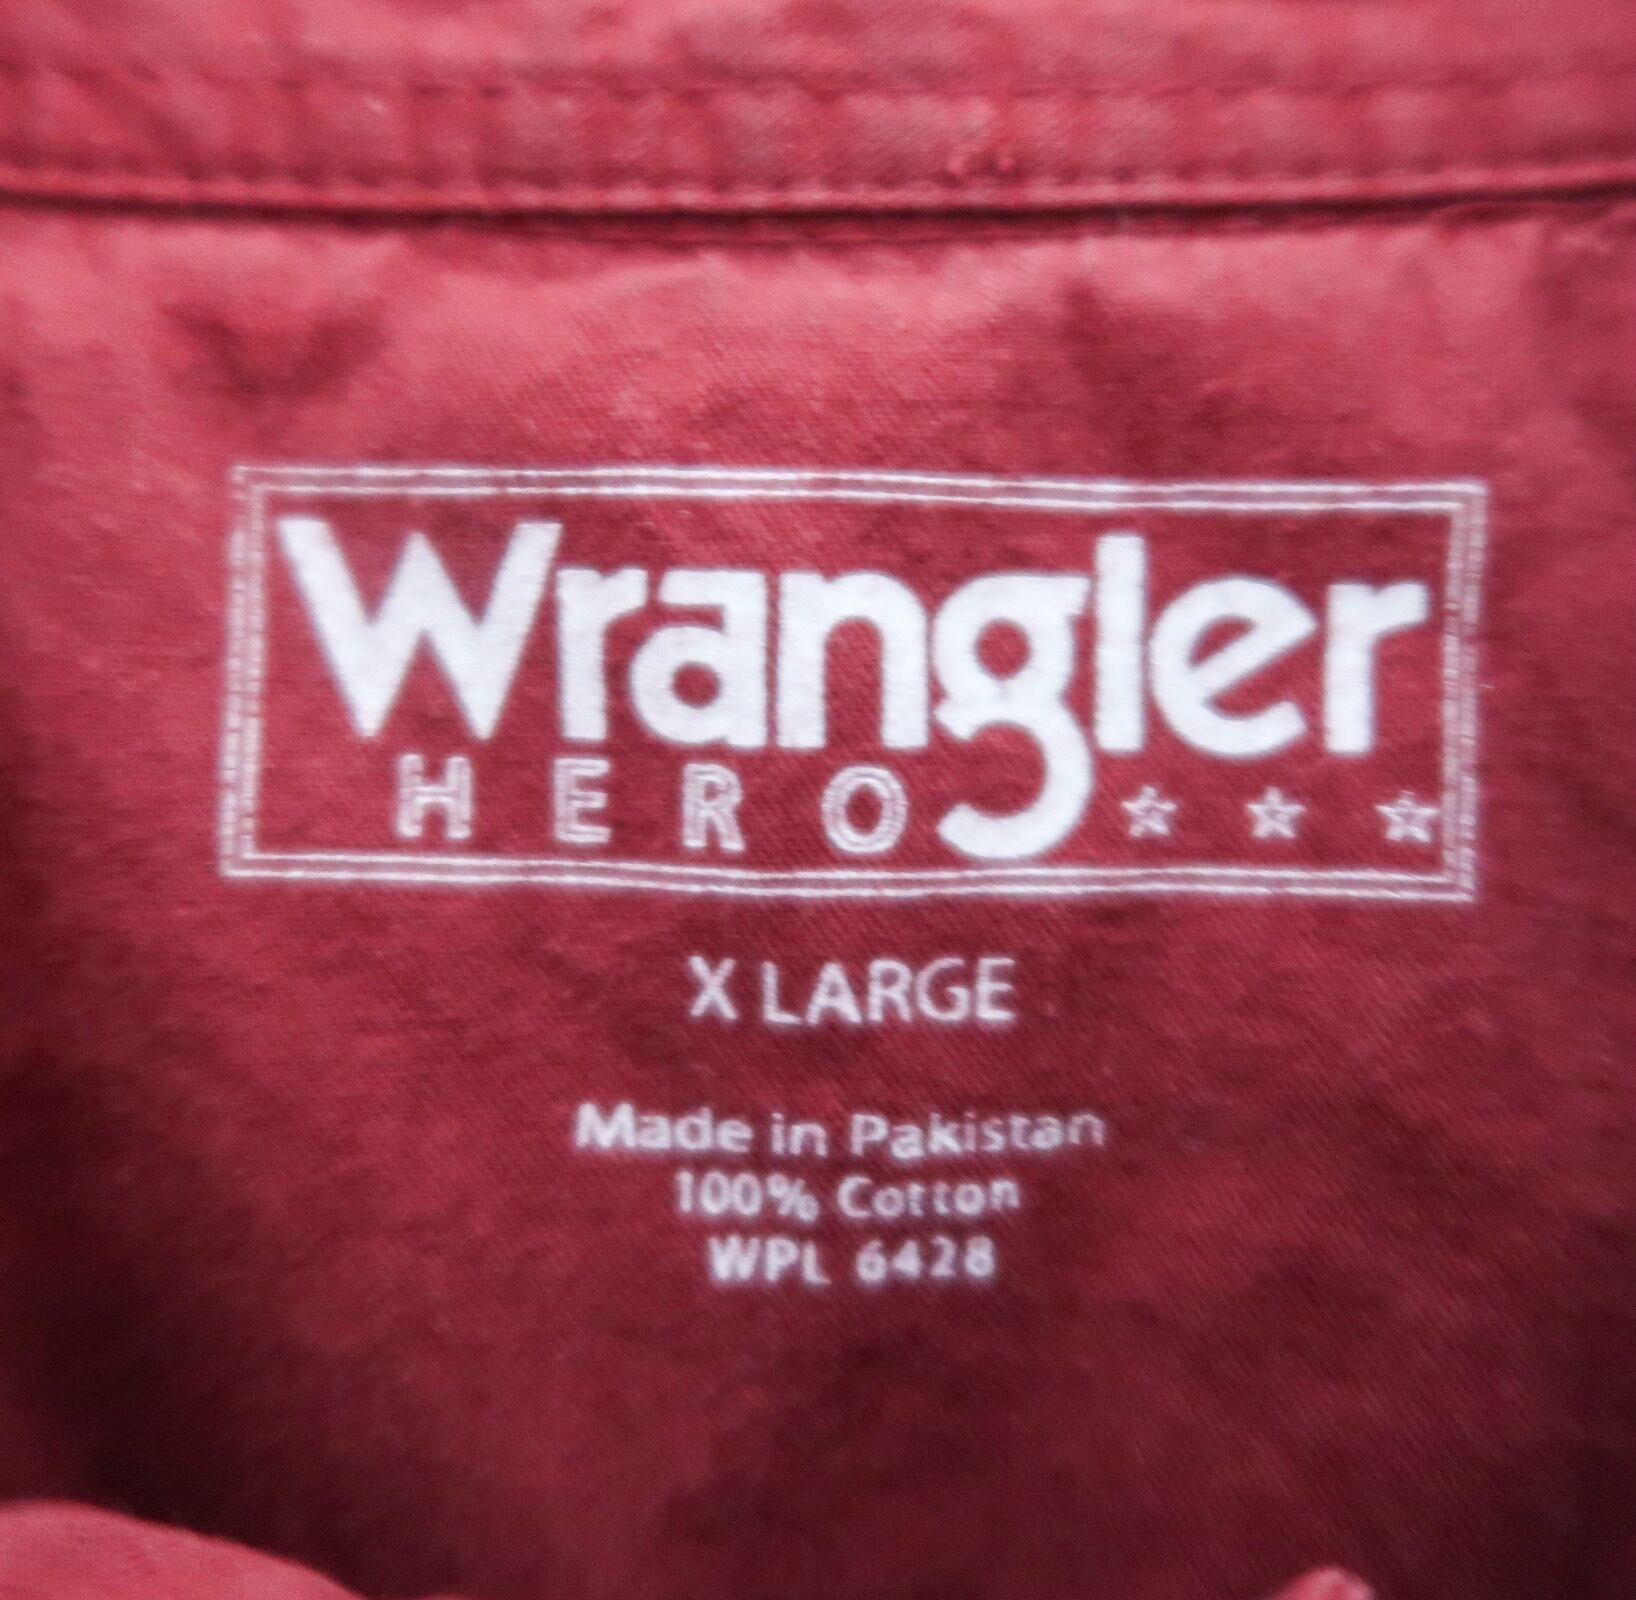 Wrangler
HERO ☆ ☆ ☆
X LARGE
Made in Pakistan
100% Cotton
WPL 6428